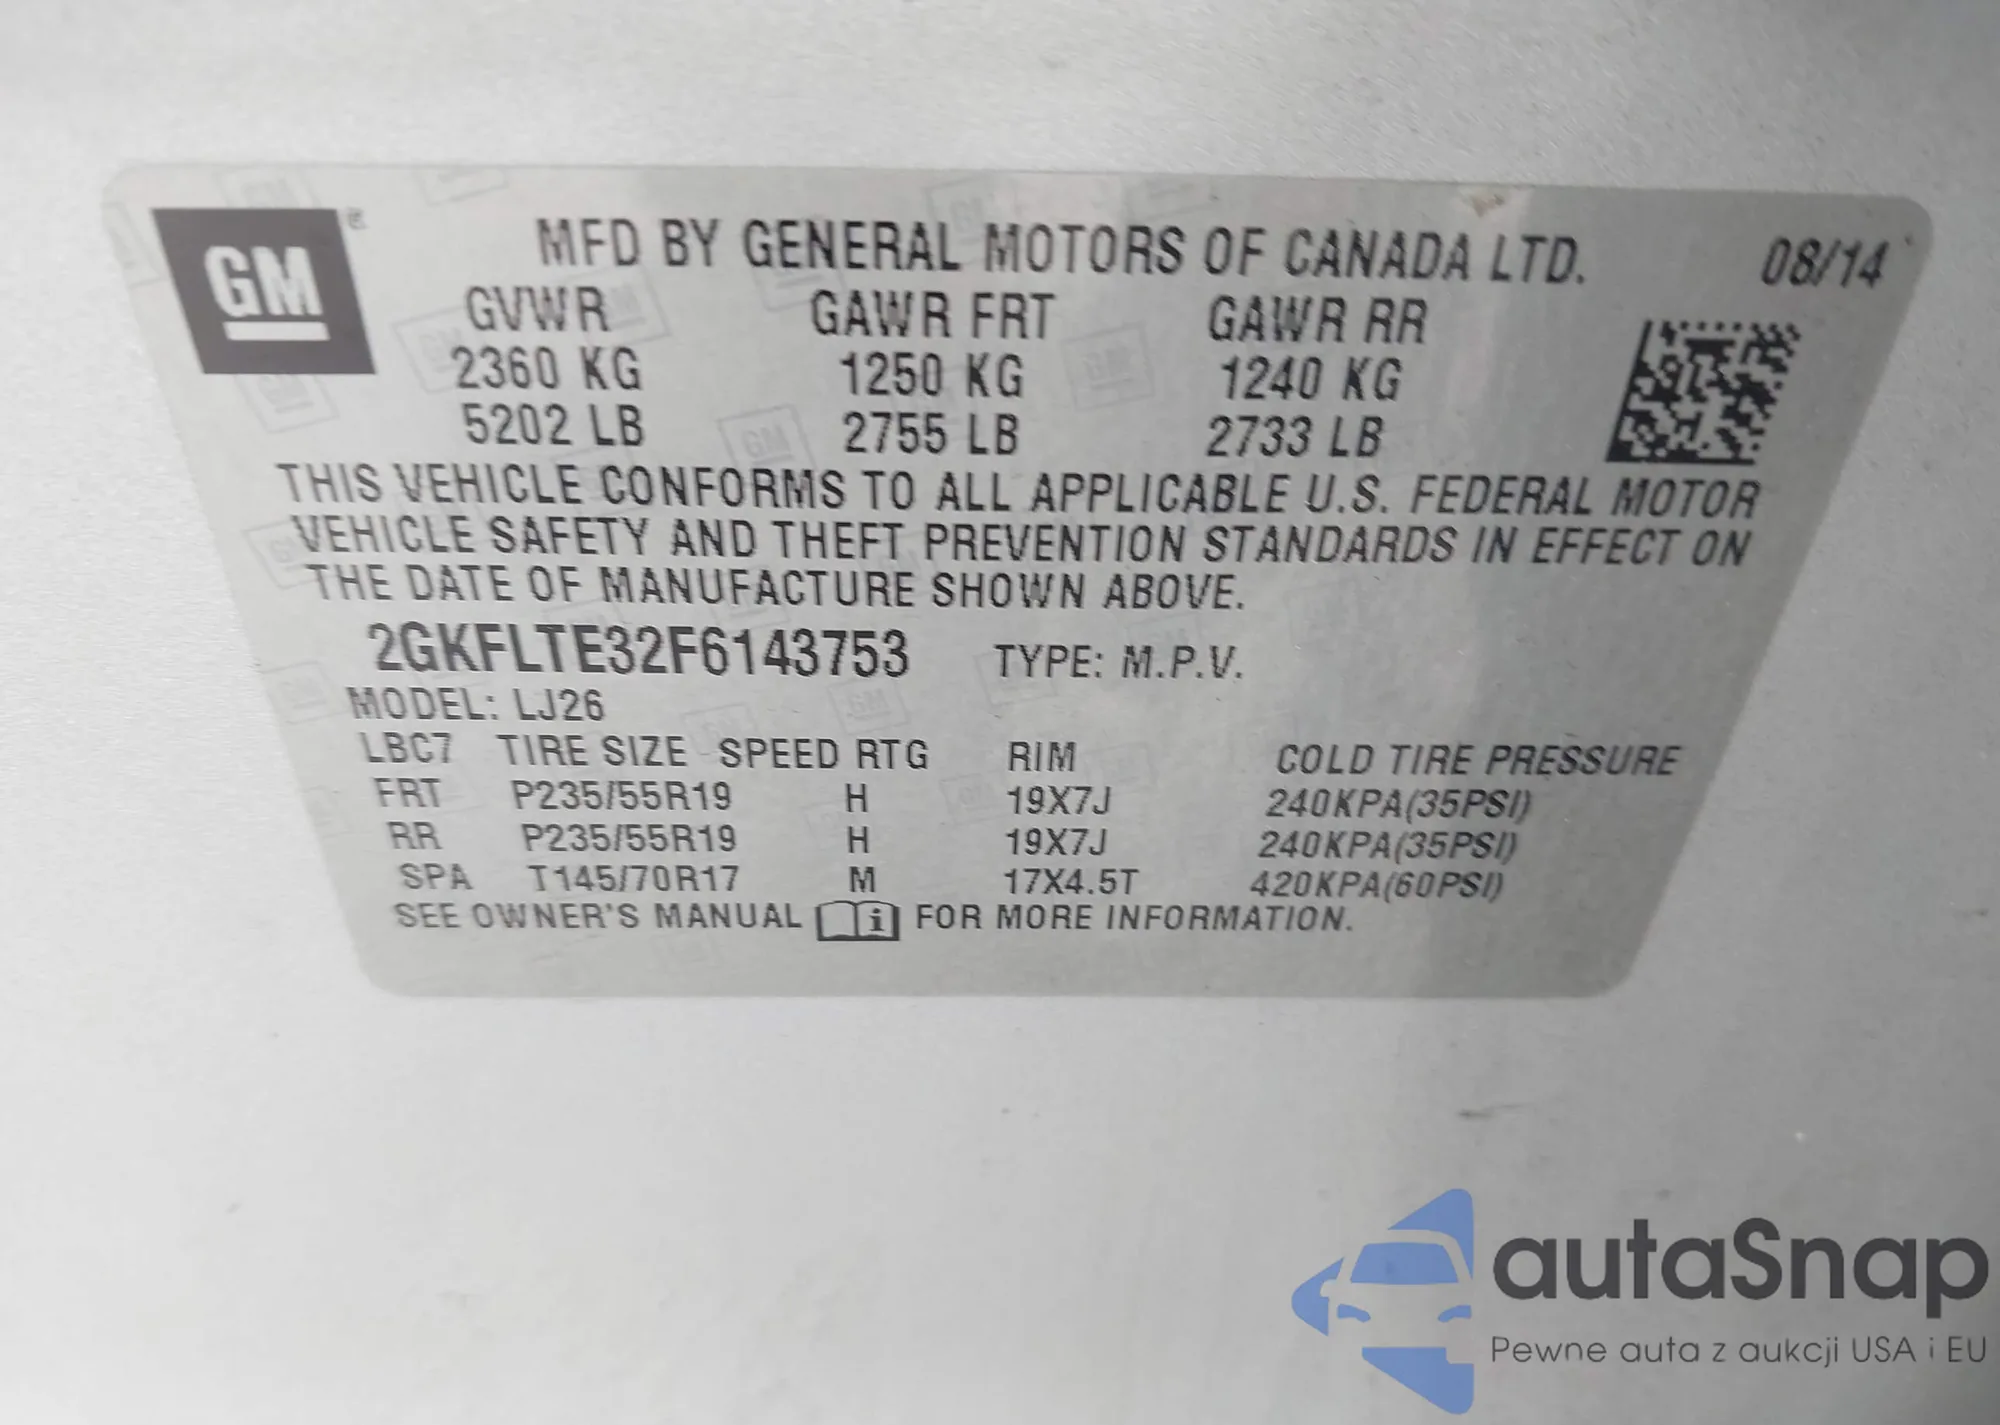 GM
MFD BY GENERAL MOTORS OF CANADA LTD. 08/14
GVWR GAWR FRT GAWR RR
2360 KG 1250 KG 1240 KG
5202 LB 2755 LB 2733 LB
THIS VEHICLE CONFORMS TO ALL APPLICABLE U.S. FEDERAL MOTOR
VEHICLE SAFETY AND THEFT PREVENTION STANDARDS IN EFFECT ON
THE DATE OF MANUFACTURE SHOWN ABOVE.
2GKFLTE32F6143753 TYPE: M.P.V.
MODEL: LJ26
LBC7 TIRE SIZE SPEED RTG RIM COLD TIRE PRESSURE
FRT P235/55R19 H 19X7J 240KPA(35PSI)
RR P235/55R19 H 19X7J 240KPA(35PSI)
SPA T145/70R17 M 17X4.5T 420KPA(60PSI)
SEE OWNER'S MANUAL i FOR MORE INFORMATION.
autaSnap
Pewne auta z aukcji USA i EU